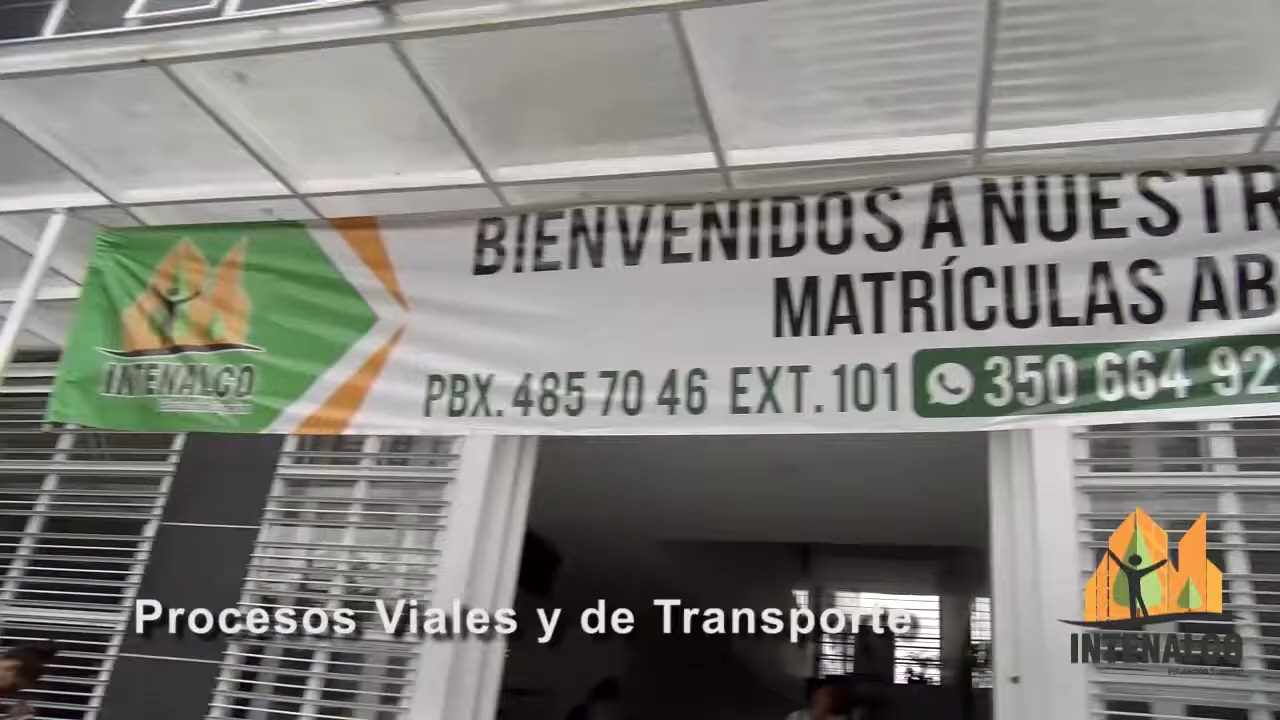 BIENVENIDOS A NUESTR
MATRÍCULAS AB
PBX. 485 70 46 EXT. 101 350 664 92
INTENALCO
Procesos Viales y de Transporte
INTENALCO